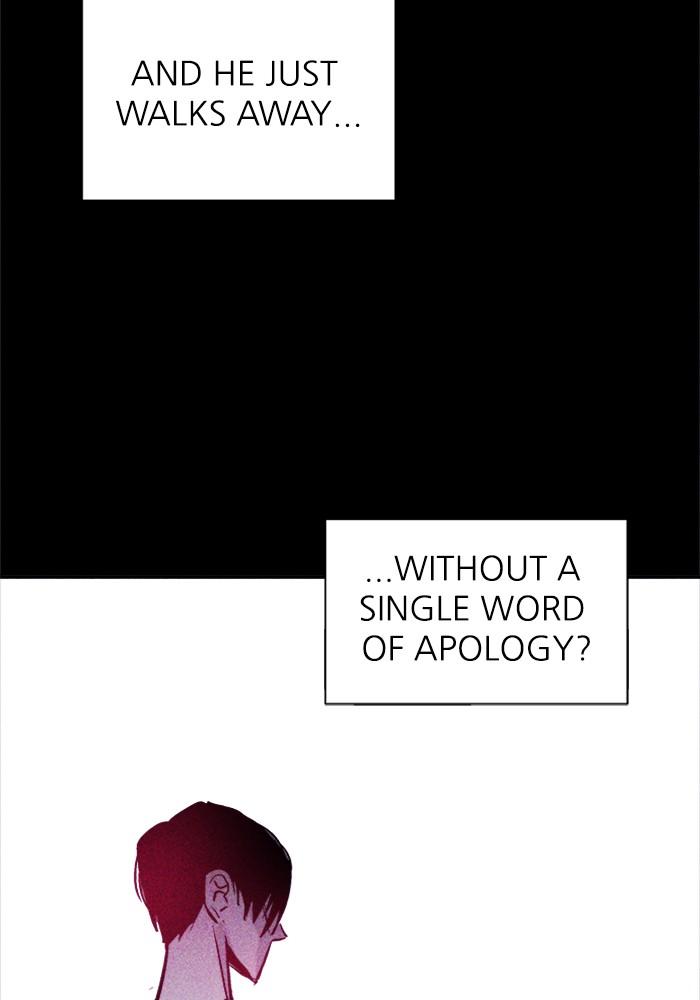 AND HE JUST
WALKS AWAY...
...WITHOUT A
SINGLE WORD
OF APOLOGY?